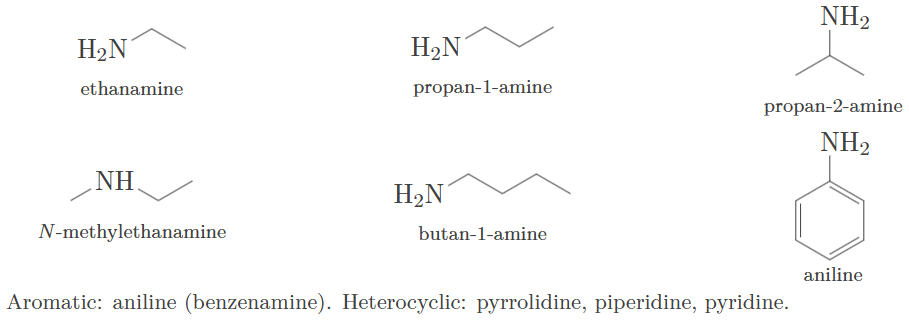 H₂N
ethanamine
H₂N
propan-1-amine
NH₂
propan-2-amine
NH
N-methylethanamine
H₂N
butan-1-amine
NH₂
aniline
Aromatic: aniline (benzenamine). Heterocyclic: pyrrolidine, piperidine, pyridine.